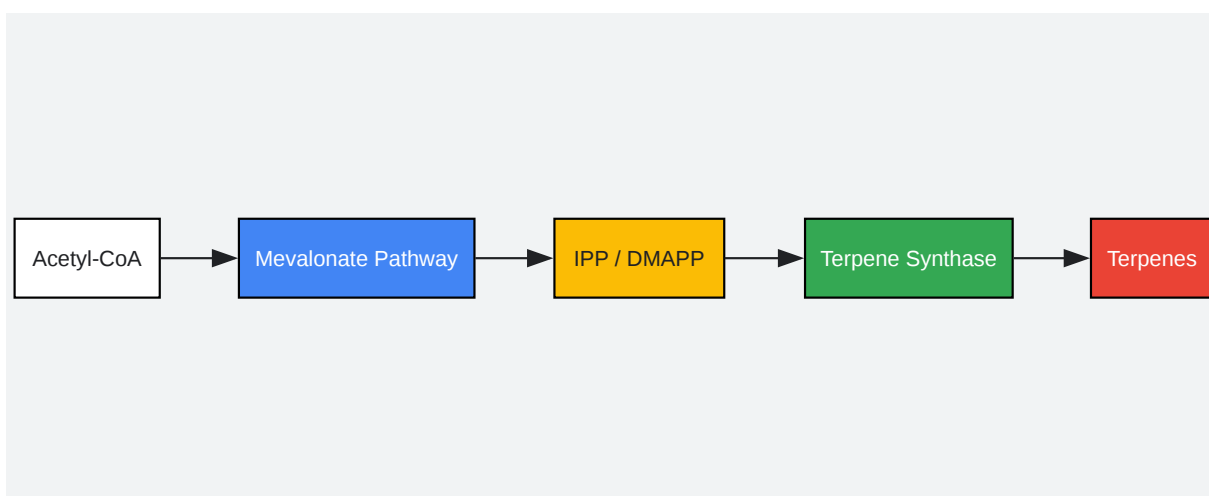 Acetyl-CoA
Mevalonate Pathway
IPP / DMAPP
Terpene Synthase
Terpenes